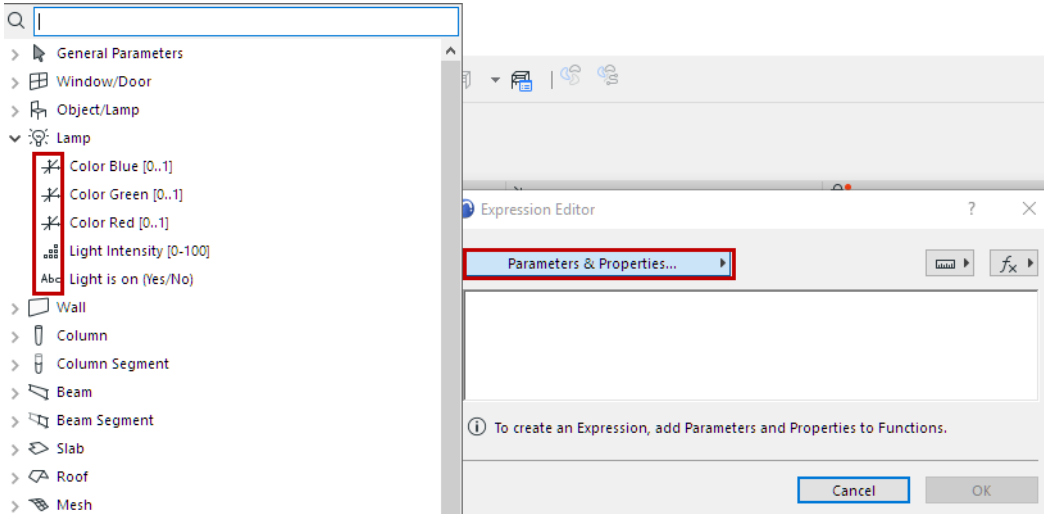 General Parameters
Window/Door
Object/Lamp
Lamp
Color Blue [0..1]
Color Green [0..1]
Color Red [0..1]
Light Intensity [0-100]
Abc Light is on (Yes/No)
Wall
Column
Column Segment
Beam
Beam Segment
Slab
Roof
Mesh
Expression Editor
?
Parameters & Properties...
fx
To create an Expression, add Parameters and Properties to Functions.
Cancel
OK